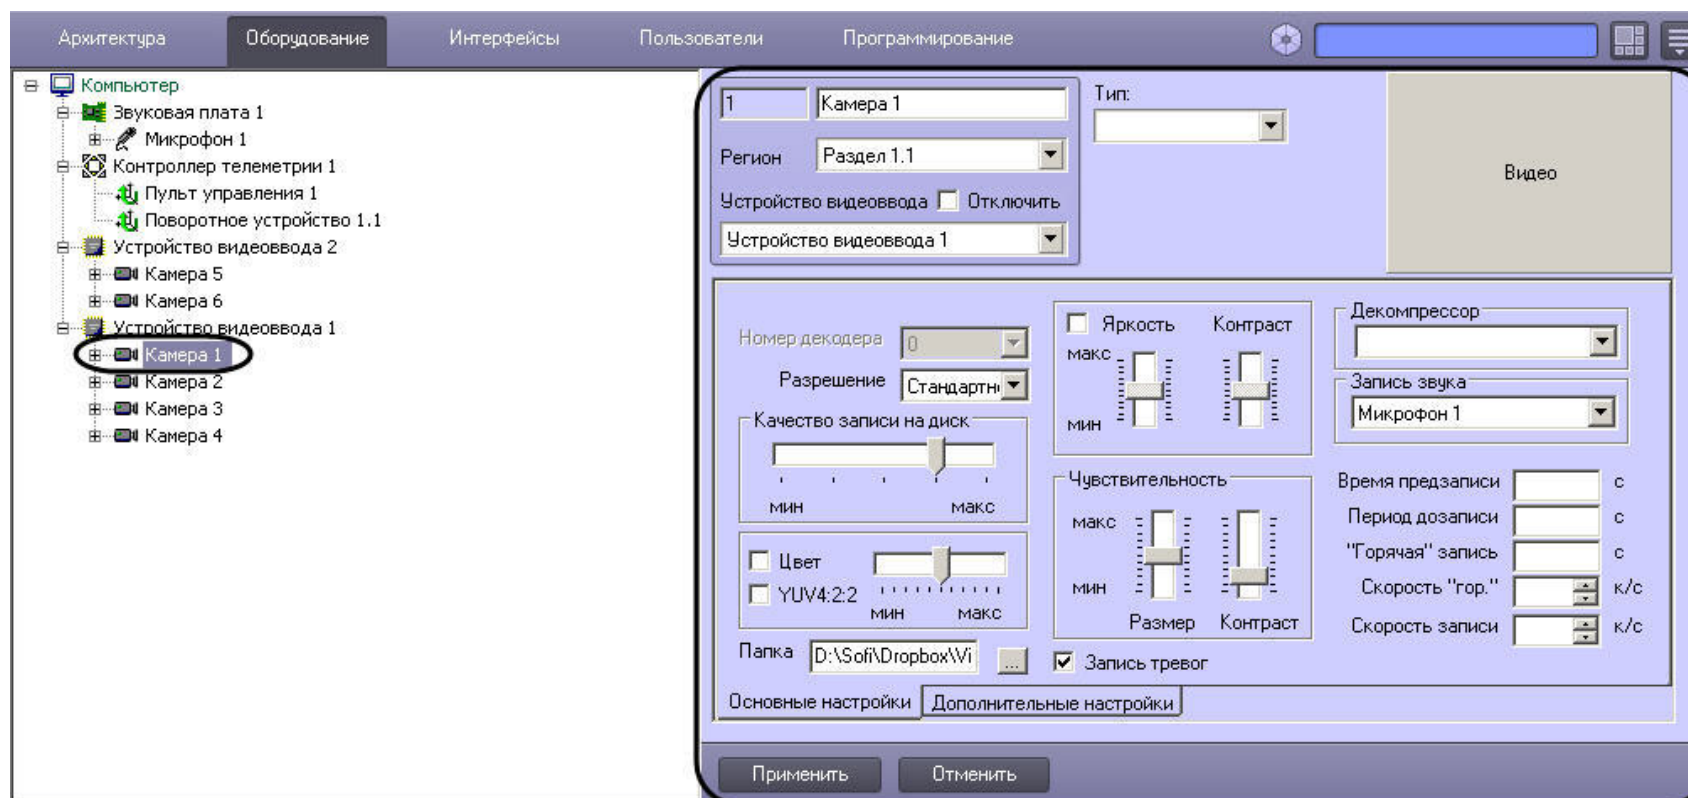 Архитектура Оборудование Интерфейсы Пользователи Программирование
Компьютер
Звуковая плата 1
Микрофон 1
Контроллер телеметрии 1
Пульт управления 1
Поворотное устройство 1.1
Устройство видеоввода 2
Камера 5
Камера 6
Устройство видеоввода 1
Камера 1
Камера 2
Камера 3
Камера 4
1 Камера 1
Регион Раздел 1.1
Устройство видеоввода Отключить
Устройство видеоввода 1
Тип:
Видео
Номер декодера 0
Разрешение Стандартн
Качество записи на диск
мин макс
Цвет
YUV4:2:2
мин макс
Папка D:\Sofi\Dropbox\Vi ...
Яркость Контраст
макс
мин
Чувствительность
макс
мин
Размер Контраст
Запись тревог
Декомпрессор
Запись звука
Микрофон 1
Время предзаписи с
Период дозаписи с
"Горячая" запись с
Скорость "гор." к/с
Скорость записи к/с
Основные настройки Дополнительные настройки
Применить Отменить